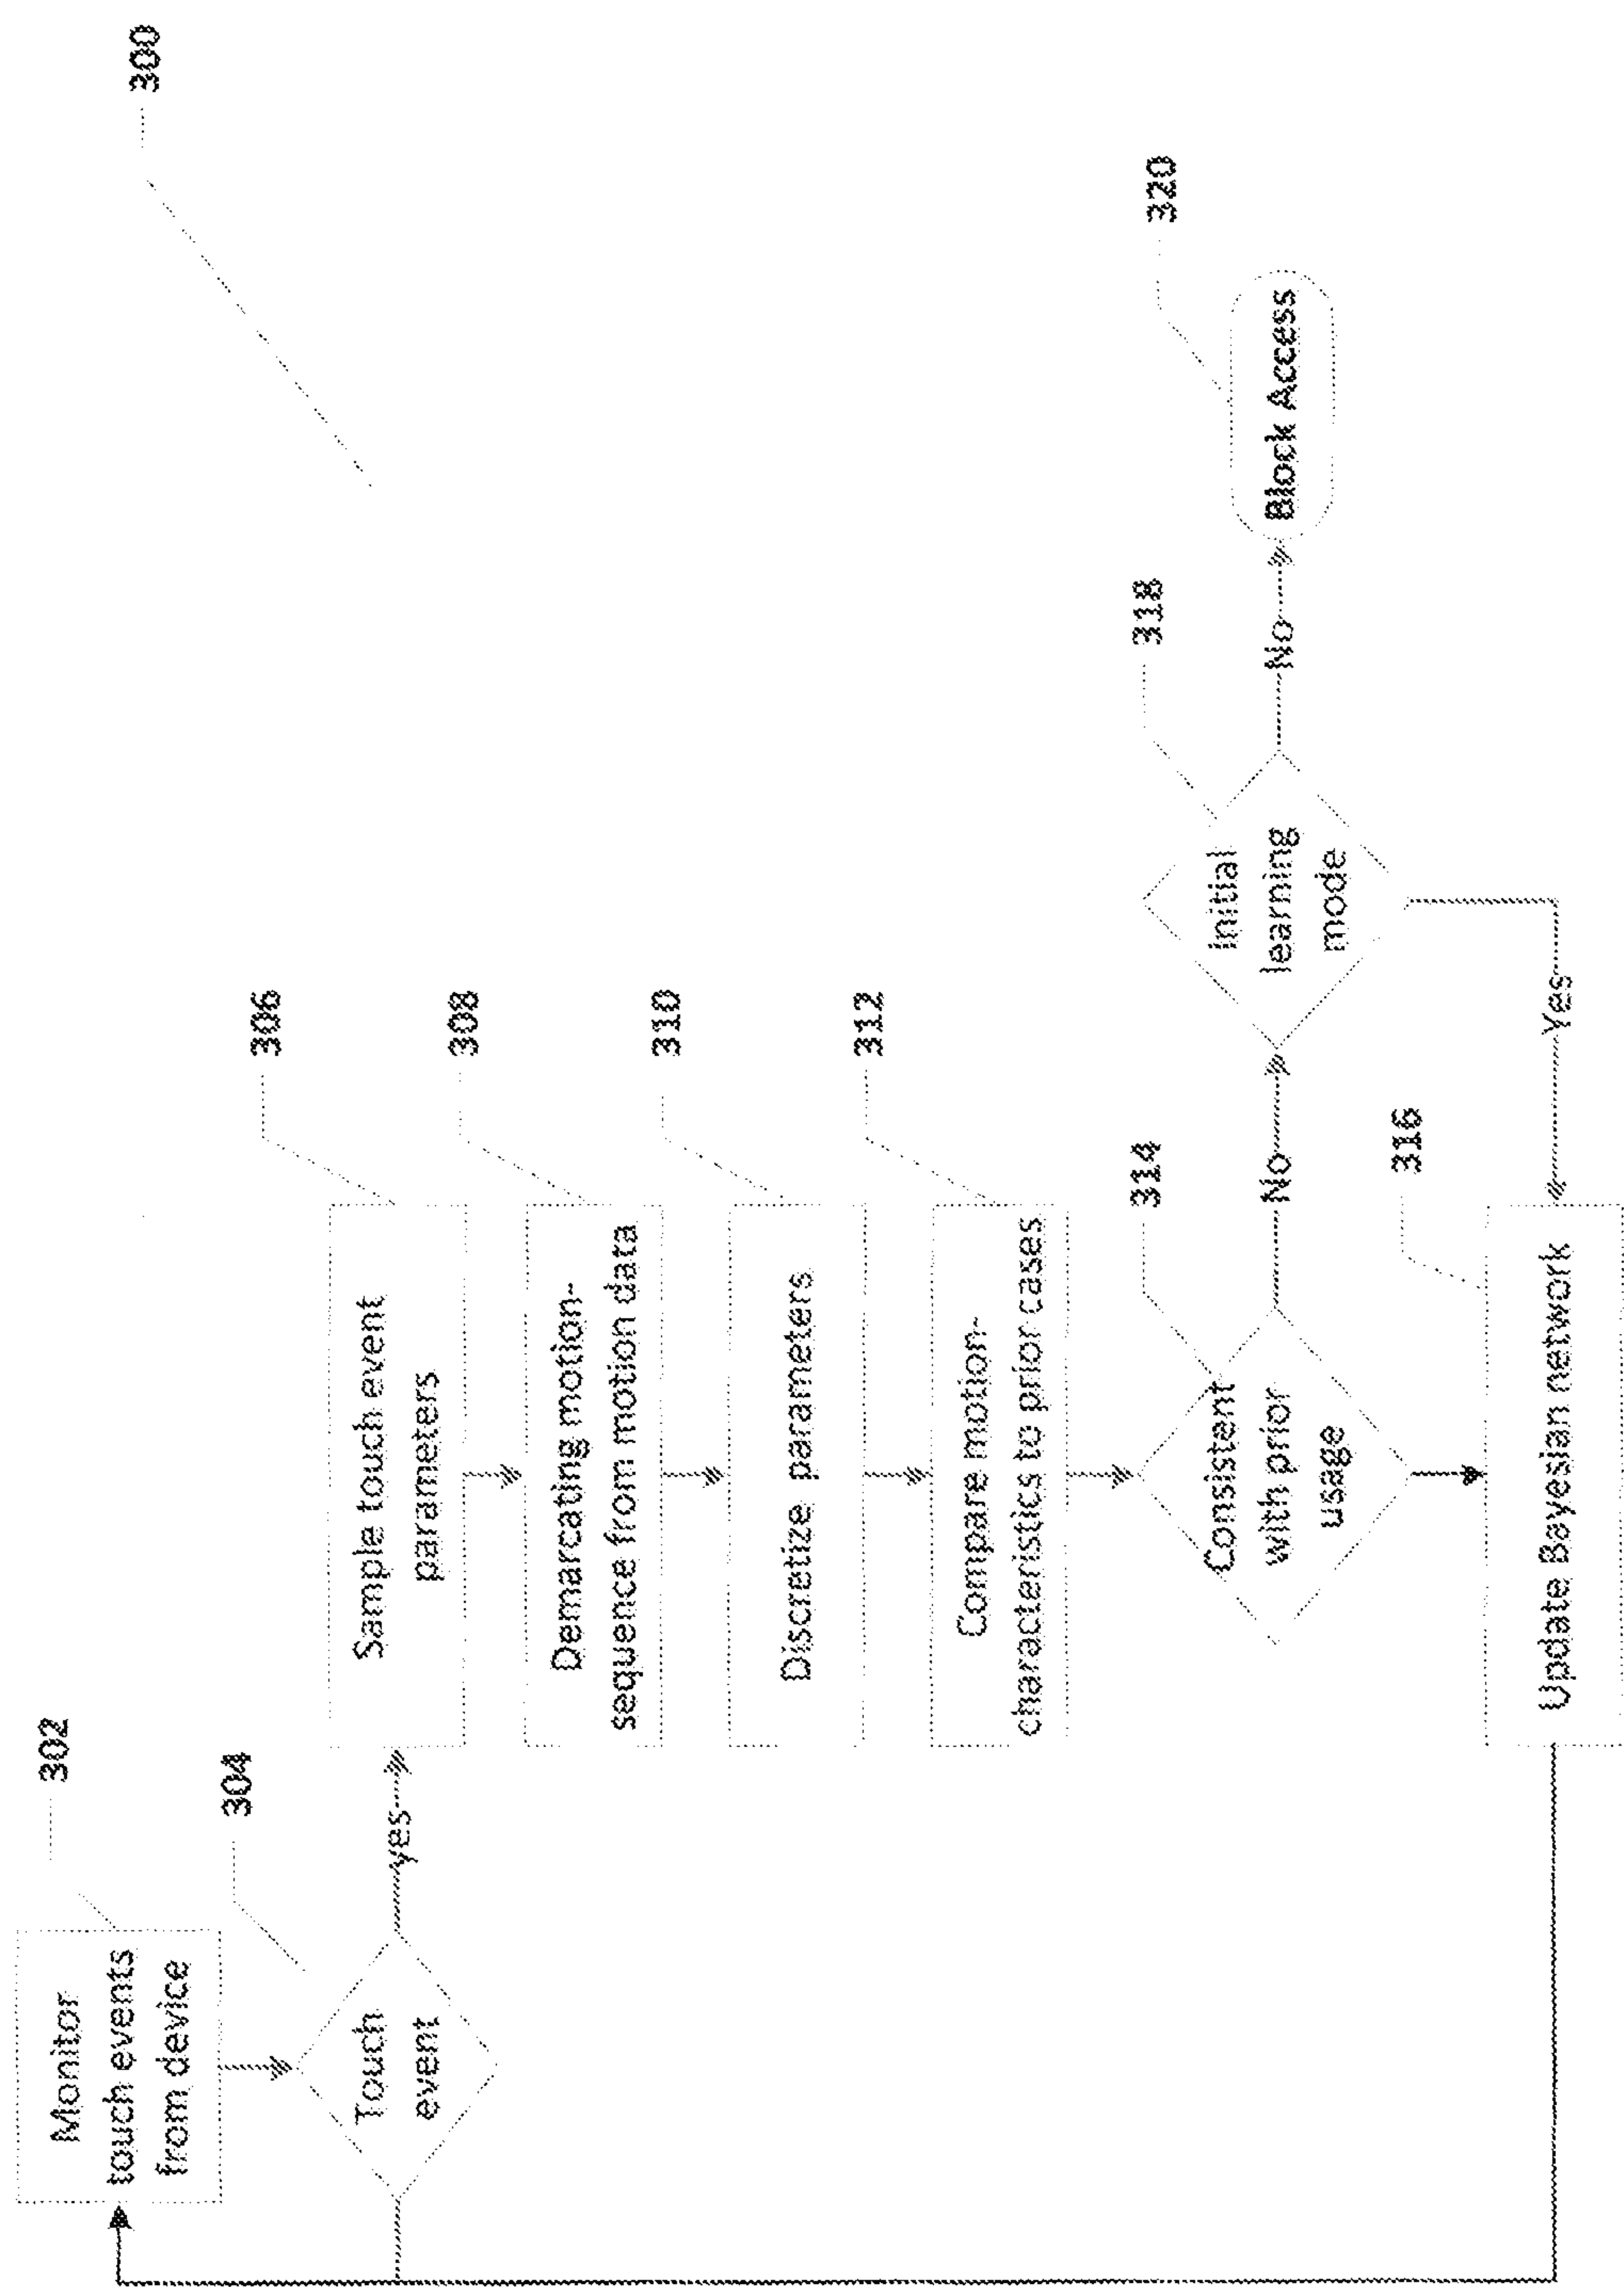 300
302
Monitor
touch events
from device
304
Touch
event
yes
306
Sample touch event
parameters
308
Demarcating motion-
sequence from motion data
310
Discretize parameters
312
Compare motion-
characteristics to prior cases
314
Consistent
with prior
usage
No
318
Initial
learning
mode
No
320
Block Access
Yes
316
Update Bayesian network